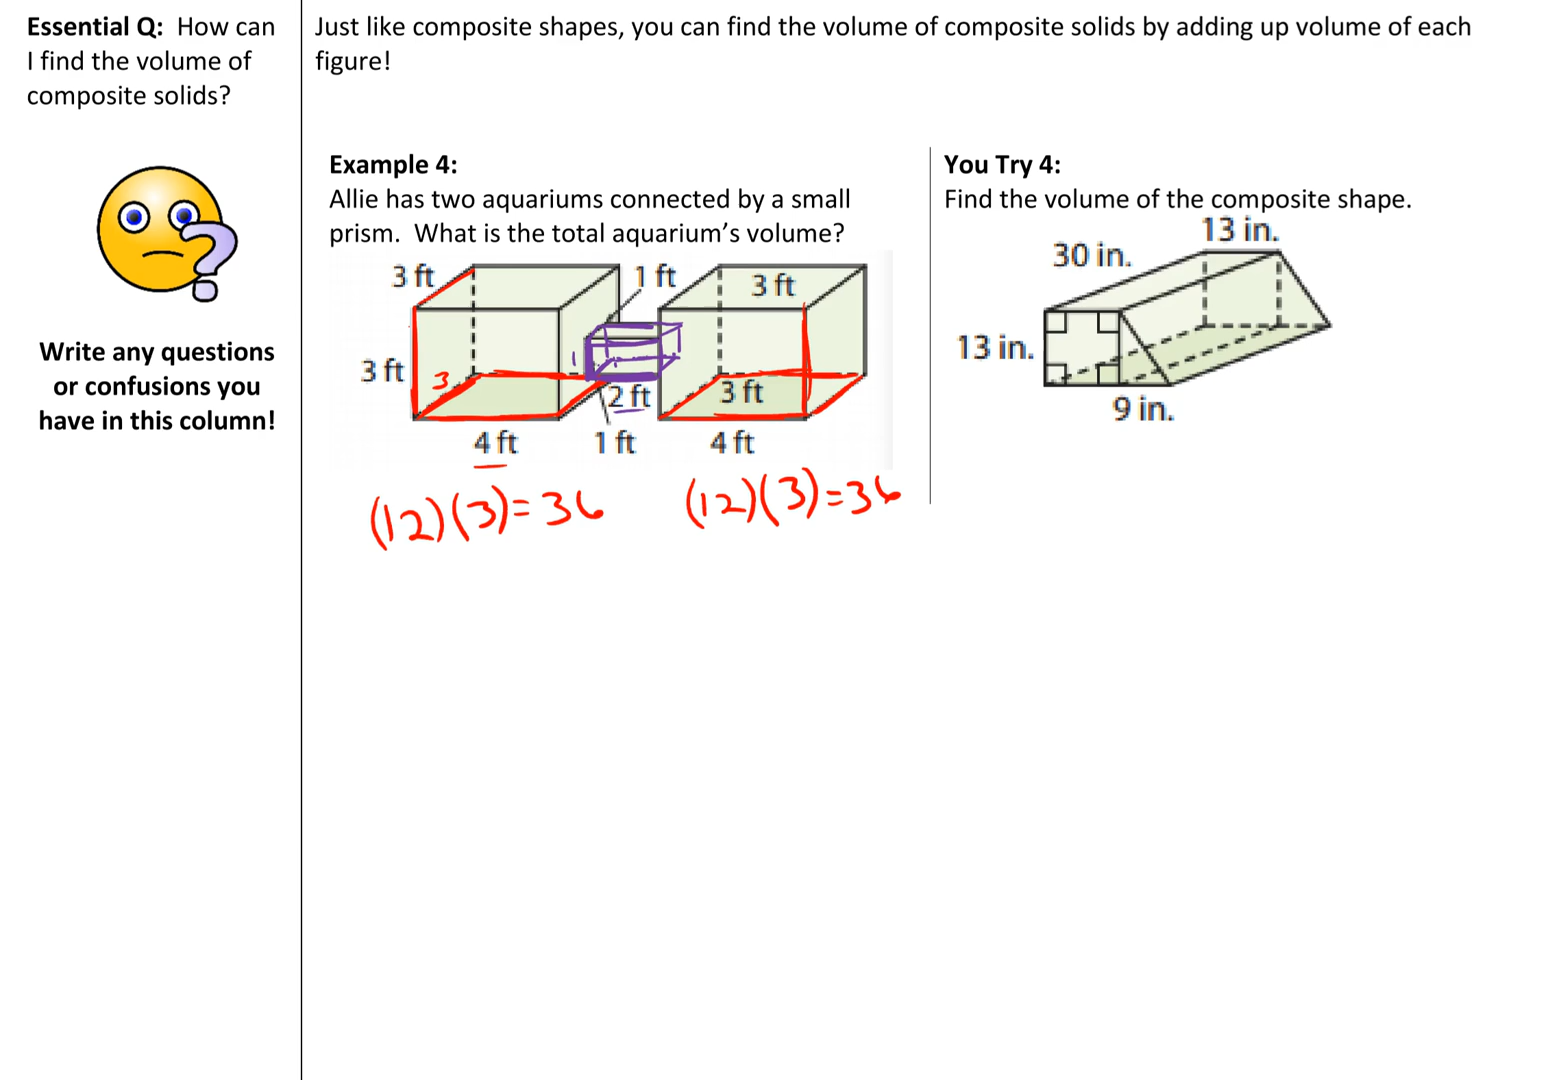 Essential Q: How can
I find the volume of
composite solids?
Write any questions
or confusions you
have in this column!
Just like composite shapes, you can find the volume of composite solids by adding up volume of each
figure!
Example 4:
Allie has two aquariums connected by a small
prism. What is the total aquarium's volume?
3 ft
1 ft
3 ft
3 ft
3
1
2 ft
3 ft
4 ft
1 ft
4 ft
(12)(3)=36
(12)(3)=36
You Try 4:
Find the volume of the composite shape.
13 in.
30 in.
13 in.
9 in.